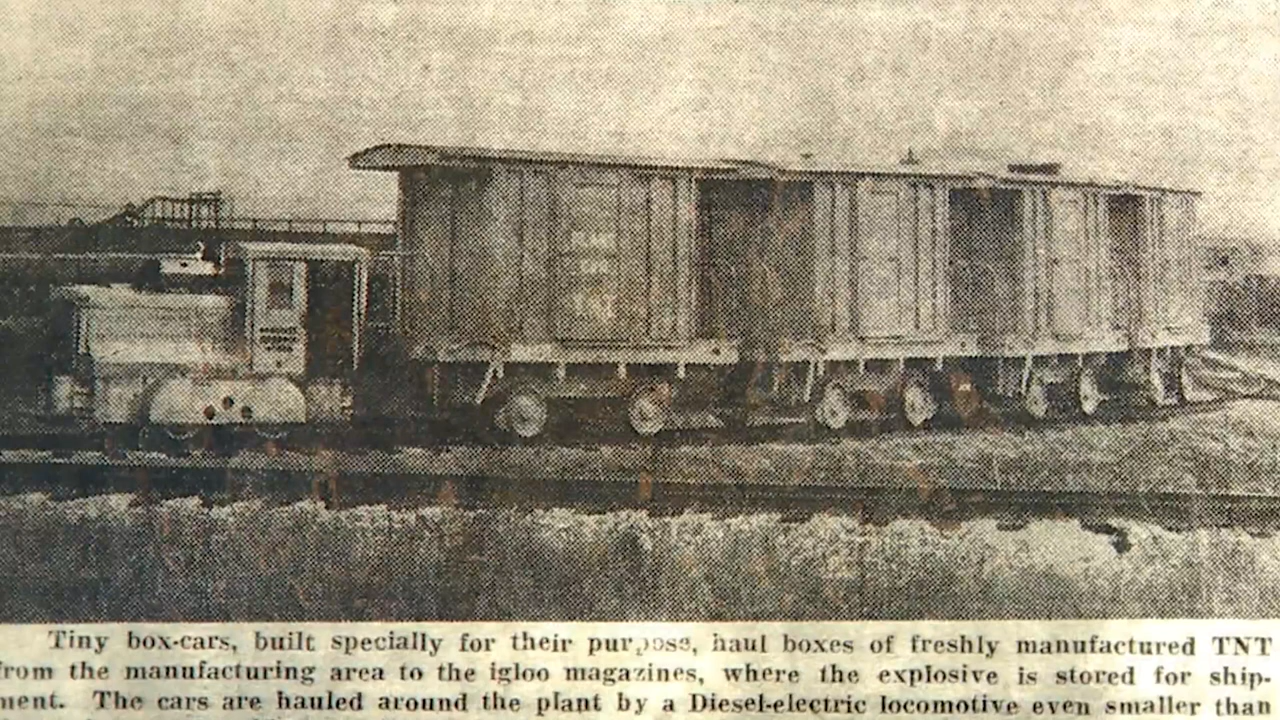 Tiny box-cars, built specially for their purpose, haul boxes of freshly manufactured TNT
from the manufacturing area to the igloo magazines, where the explosive is stored for ship-
ment. The cars are hauled around the plant by a Diesel-electric locomotive even smaller than